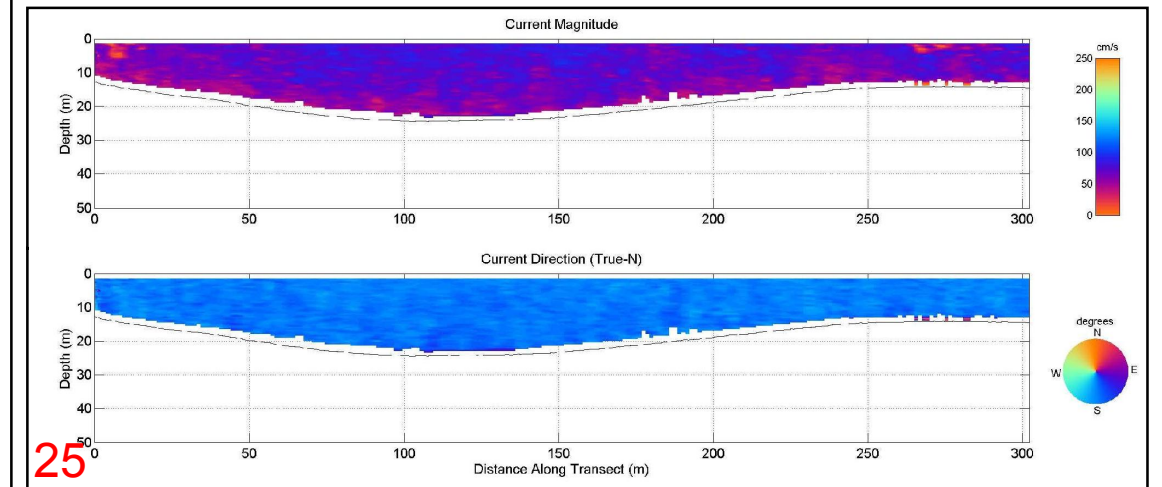 Current Magnitude
cm/s
0
10
20
30
40
50
Depth (m)
0 50 100 150 200 250 300
250
200
150
100
50
0
Current Direction (True-N)
0
10
20
30
40
50
Depth (m)
0 50 100 150 200 250 300
Distance Along Transect (m)
degrees
N
W E
S
25